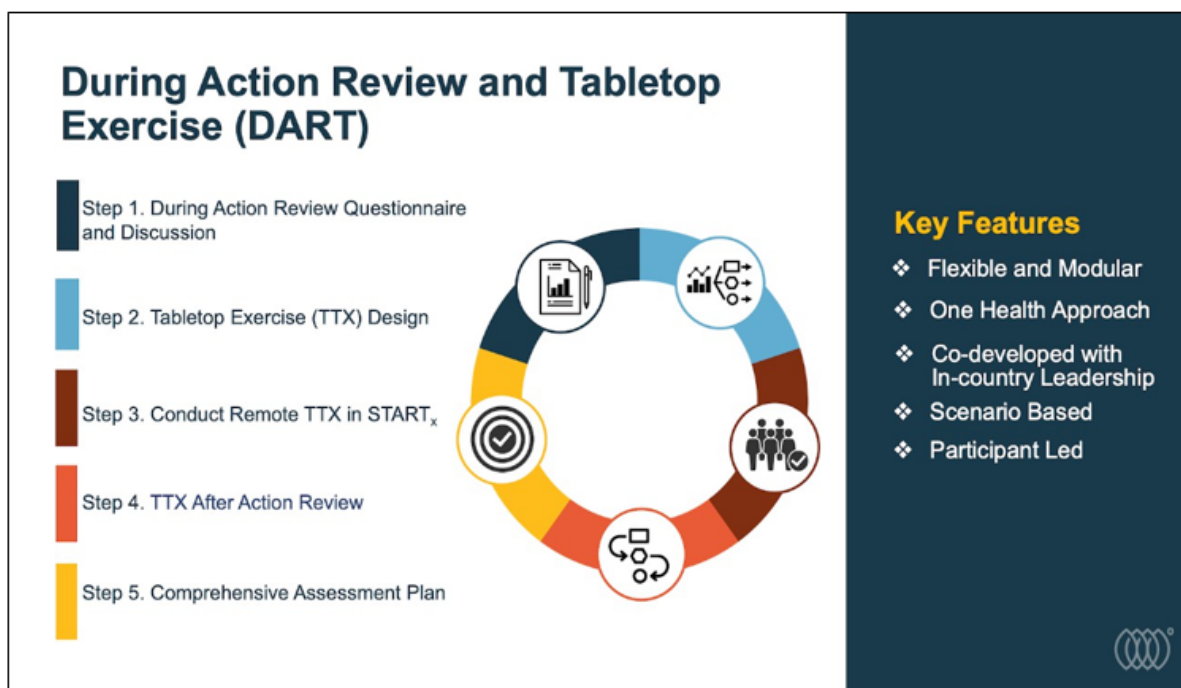 During Action Review and Tabletop
Exercise (DART)
Step 1. During Action Review Questionnaire
and Discussion
Step 2. Tabletop Exercise (TTX) Design
Step 3. Conduct Remote TTX in STARTₓ
Step 4. TTX After Action Review
Step 5. Comprehensive Assessment Plan
Key Features
❖ Flexible and Modular
❖ One Health Approach
❖ Co-developed with
In-country Leadership
❖ Scenario Based
❖ Participant Led